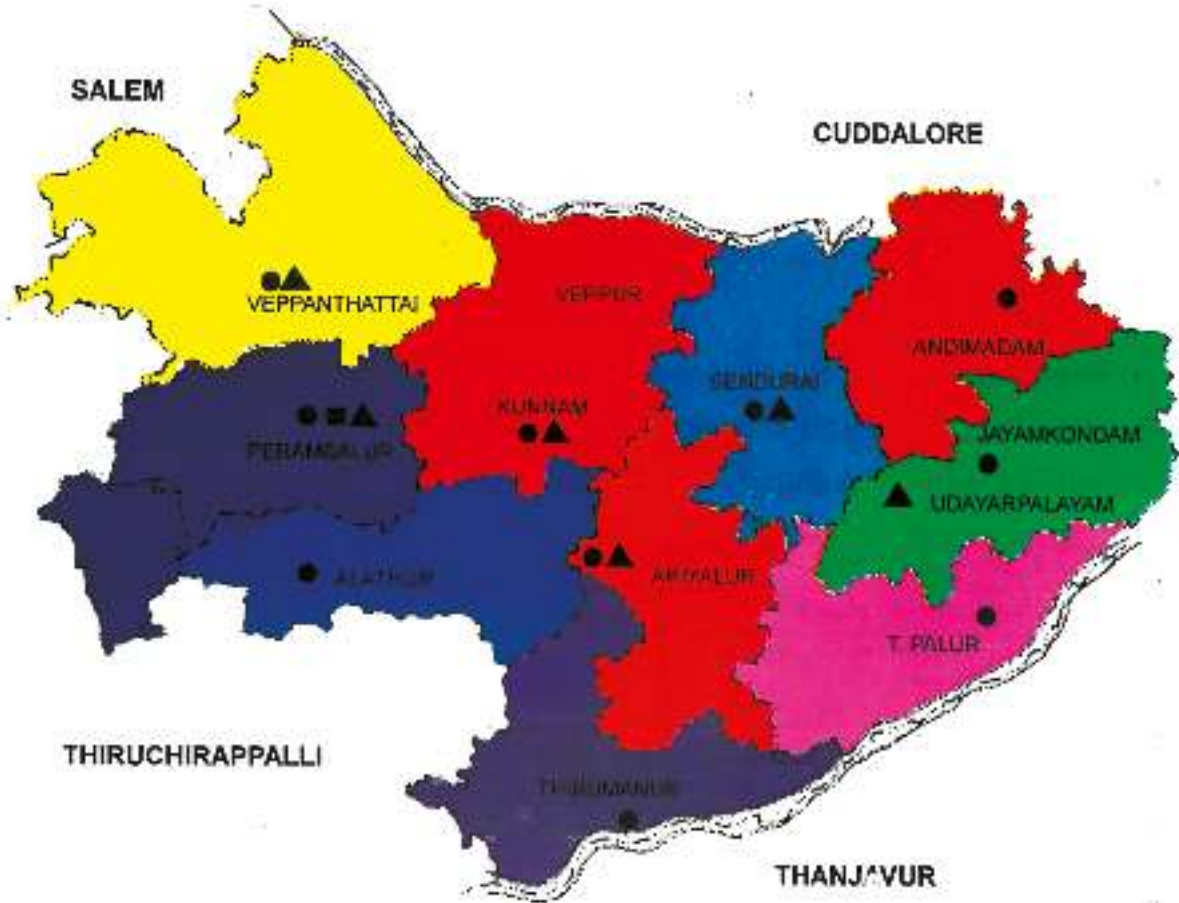 SALEM
CUDDALORE
VEPPANTHATTAI
VEPPUR
ANDIMADAM
SENDURAI
KUNNAM
PERAMBALUR
JAYAMKONDAM
UDAYARPALAYAM
ALATHUR
ARIYALUR
T. PALUR
THIRUCHIRAPPALLI
THIRUMANUR
THANJAVUR